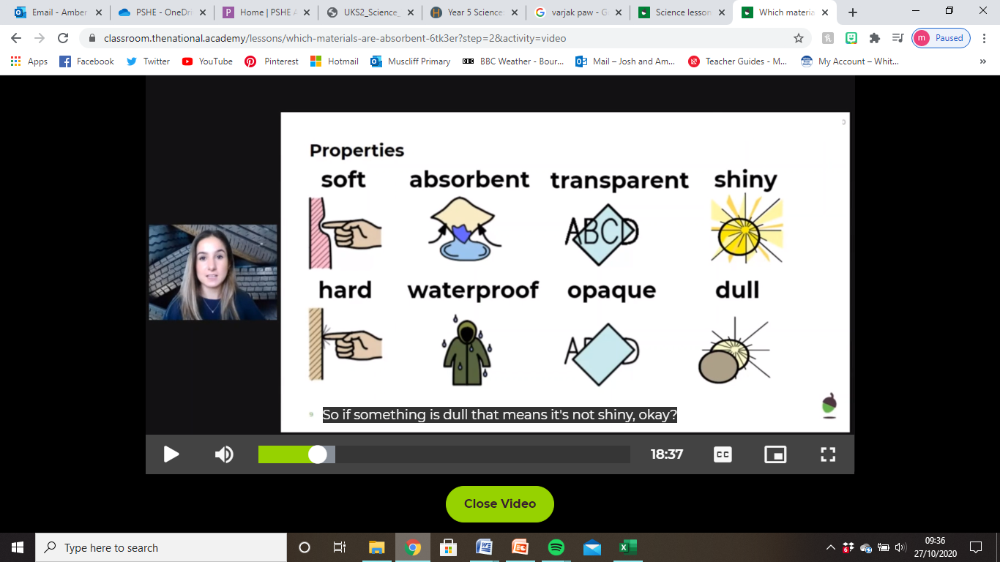 Email - Amber
PSHE - OneDri
Home | PSHE A
UKS2_Science_
Year 5 Science
varjak paw - G
Science lesson
Which materia
classroom.thenational.academy/lessons/which-materials-are-absorbent-6tk3er?step=2&activity=video
m Paused
Apps
Facebook
Twitter
YouTube
Pinterest
Hotmail
Muscliff Primary
BBC BBC Weather - Bour...
Mail – Josh and Am...
Teacher Guides - M...
My Account – Whit...
»
Properties
soft absorbent transparent shiny
ABCD
hard waterproof opaque dull
9 So if something is dull that means it's not shiny, okay?
18:37
CC
Close Video
Type here to search
09:36
27/10/2020